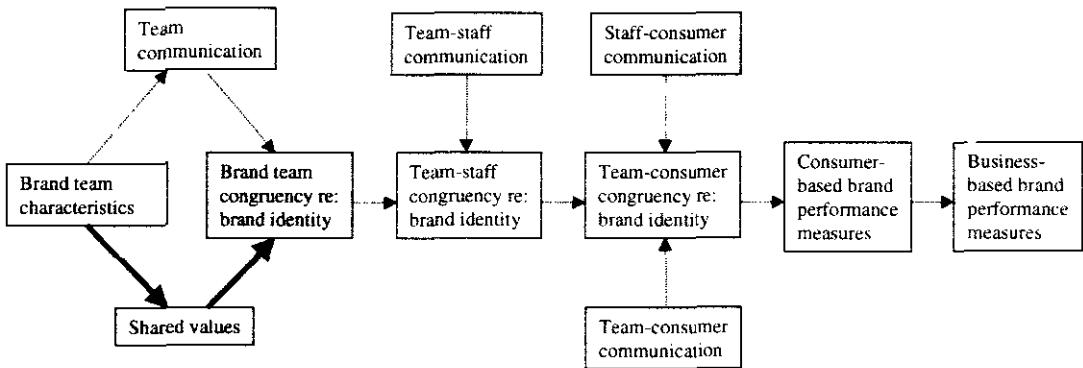 Team
communication
Team-staff
communication
Staff-consumer
communication
Brand team
characteristics
Brand team
congruency re:
brand identity
Team-staff
congruency re:
brand identity
Team-consumer
congruency re:
brand identity
Consumer-
based brand
performance
measures
Business-
based brand
performance
measures
Shared values
Team-consumer
communication